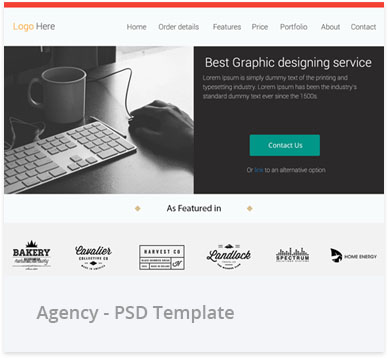 Logo Here
Home Order details Features Price Portfolio About Contact
Best Graphic designing service
Lorem Ipsum is simply dummy text of the printing and
typesetting industry. Lorem Ipsum has been the industry's
standard dummy text ever since the 1500s.
Contact Us
Or link to an alternative option
As Featured in
BAKERY
Cavalier
COLLECTIVE CO
MADE IN AMERICA
HARVEST CO
Landlock
SPECTRUM
HOME ENERGY
Agency - PSD Template